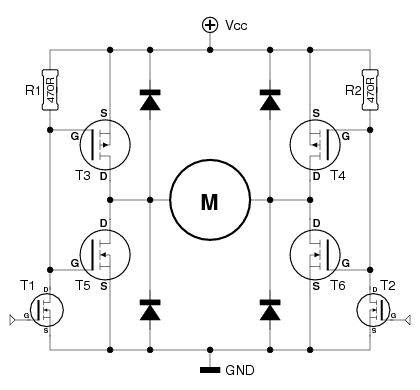 Vcc
R1 470R
R2 470R
S S
G G
D D
T3 T4
M
D D
G G
T1 D T5 S
T6 S D T2
G S
G S
GND